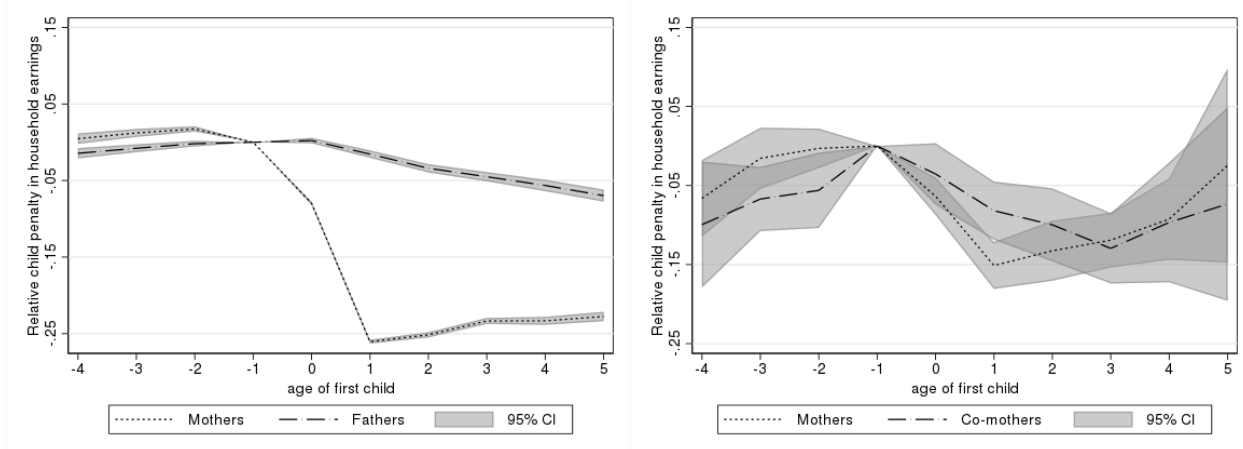 Relative child penalty in household earnings
.15
.05
-.05
-.15
-.25
-4 -3 -2 -1 0 1 2 3 4 5
age of first child
Mothers Fathers 95% CI
Relative child penalty in household earnings
.15
.05
-.05
-.15
-.25
-4 -3 -2 -1 0 1 2 3 4 5
age of first child
Mothers Co-mothers 95% CI